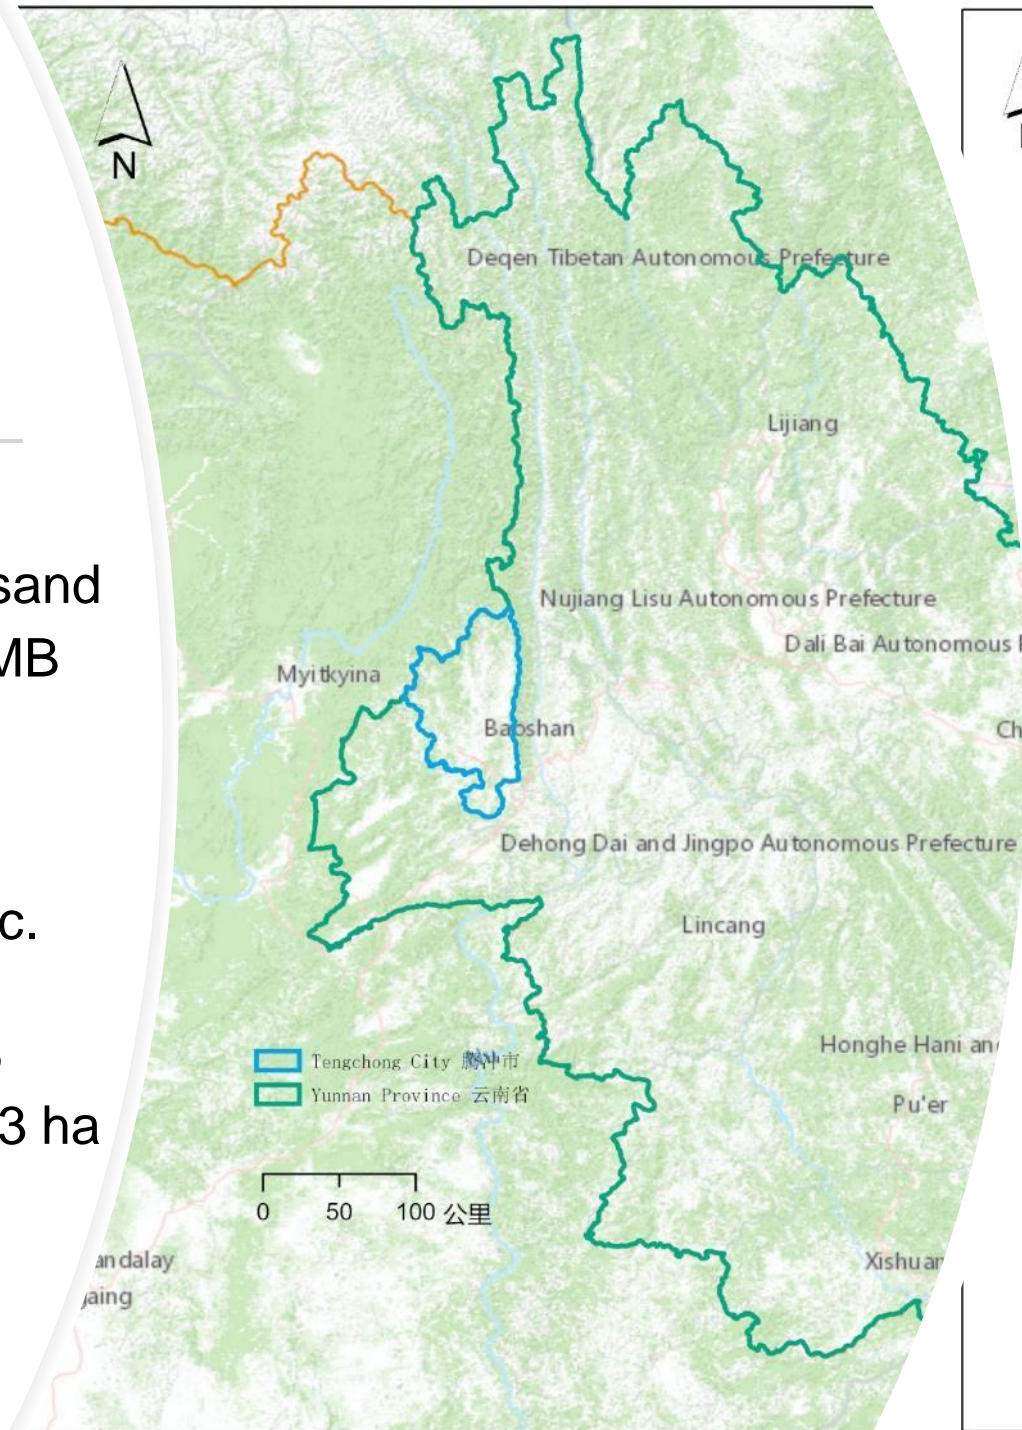 N
Deqen Tibetan Autonomous Prefecture
Lijiang
sand
Nujiang Lisu Autonomous Prefecture
Dali Bai Autonomous
MB
Myitkyina
Baoshan
Ch
Dehong Dai and Jingpo Autonomous Prefecture
c.
Lincang
Honghe Hani an
Tengchong City 腾冲市
Yunnan Province 云南省
Pu'er
3 ha
0 50 100 公里
andalay
Xishuan
aing